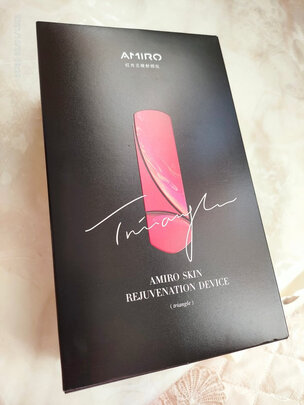 AMIRO
Triangle
AMIRO SKIN
REJUVENATION DEVICE
( triangle )